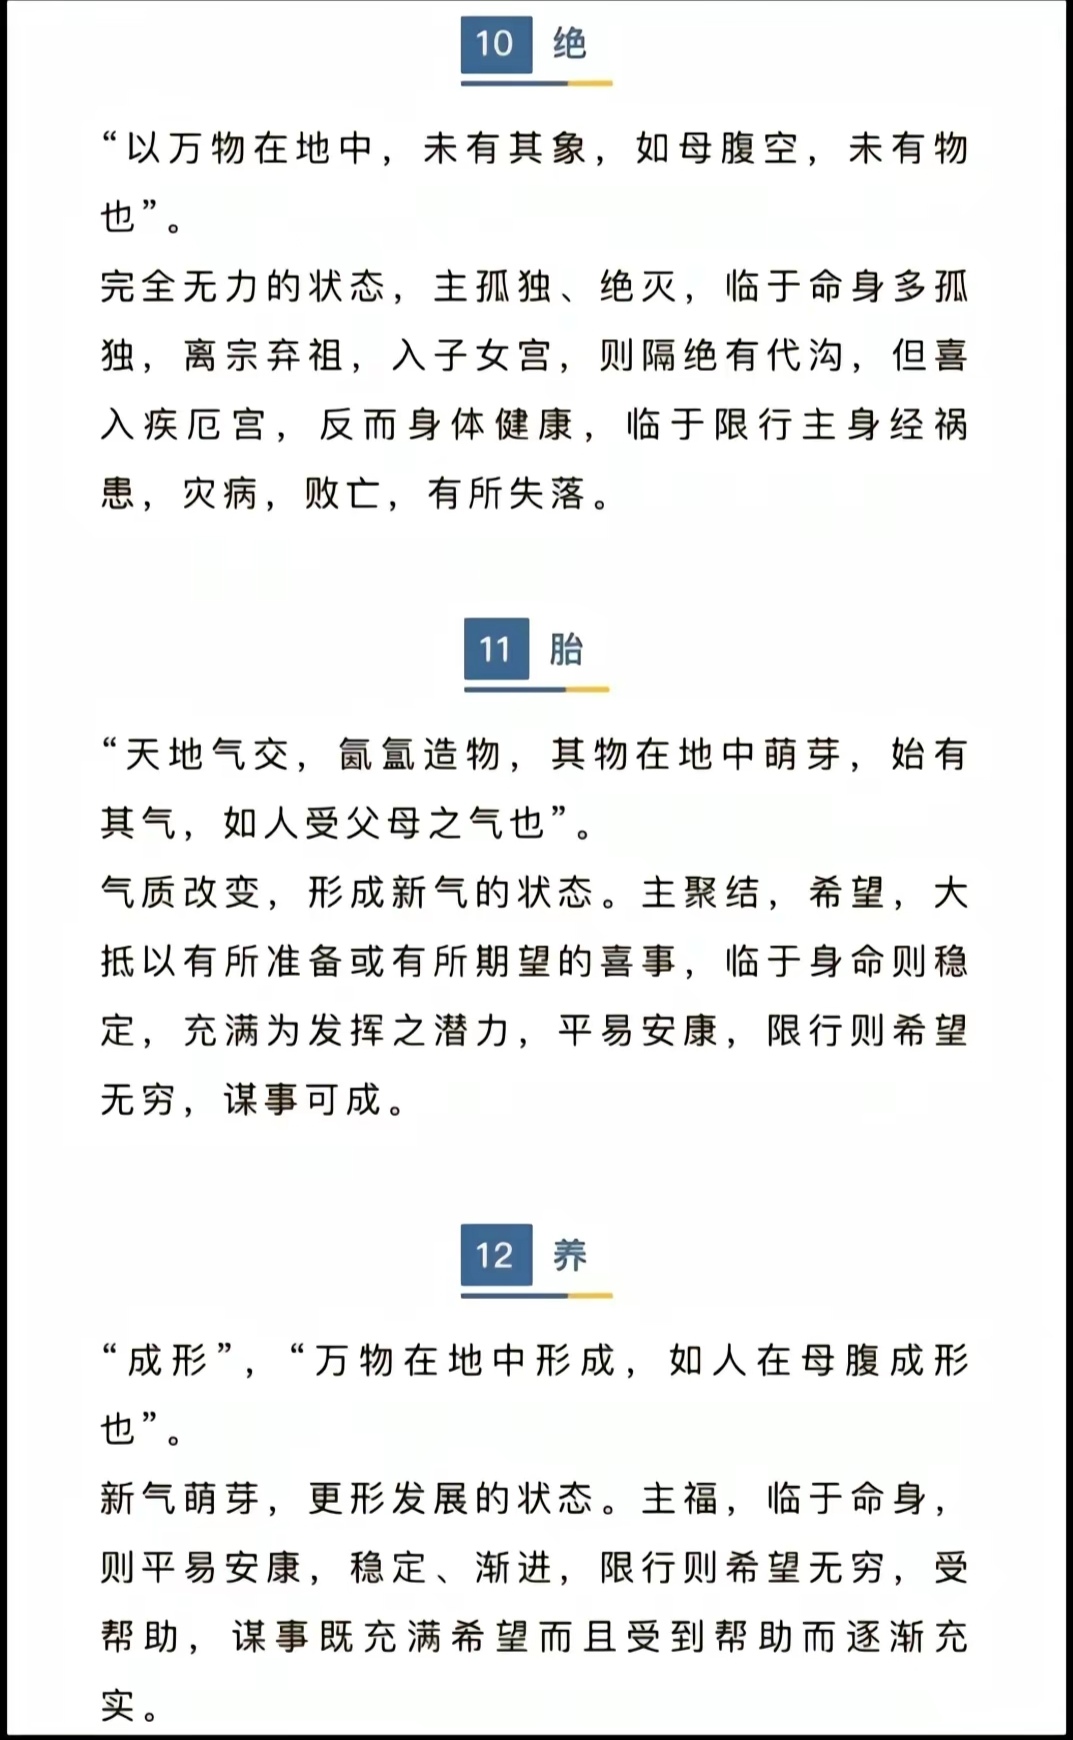 10 绝
“以万物在地中，未有其象，如母腹空，未有物
也”。
完全无力的状态，主孤独、绝灭，临于命身多孤
独，离宗弃祖，入子女宫，则隔绝有代沟，但喜
入疾厄宫，反而身体健康，临于限行主身经祸
患，灾病，败亡，有所失落。
11 胎
“天地气交，氤氲造物，其物在地中萌芽，始有
其气，如人受父母之气也”。
气质改变，形成新气的状态。主聚结，希望，大
抵以有所准备或有所期望的喜事，临于身命则稳
定，充满为发挥之潜力，平易安康，限行则希望
无穷，谋事可成。
12 养
“成形”，“万物在地中形成，如人在母腹成形
也”。
新气萌芽，更形发展的状态。主福，临于命身，
则平易安康，稳定、渐进，限行则希望无穷，受
帮助，谋事既充满希望而且受到帮助而逐渐充
实。